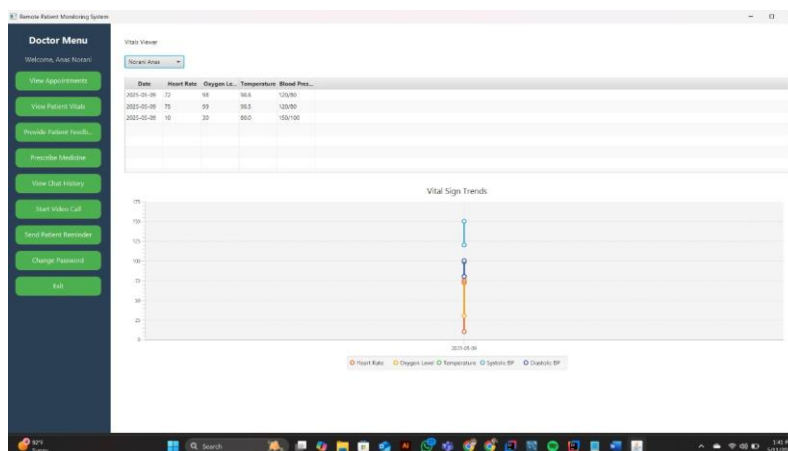 Remote Patient Monitoring System
Doctor Menu
Welcome, Anas Norani
View Appointments
View Patient Vitals
Provide Patient Feedb...
Prescribe Medicine
View Chat History
Start Video Call
Send Patient Reminder
Change Password
Exit
Vitals Viewer
Norani Anas
Date Heart Rate Oxygen Le... Temperature Blood Pres...
2025-05-09 72 98 98.6 120/80
2025-05-09 75 99 98.5 120/80
2025-05-09 10 30 80.0 150/100
Vital Sign Trends
175
150
125
100
75
50
25
0
2025-05-09
Heart Rate Oxygen Level Temperature Systolic BP Diastolic BP
Search
1:41